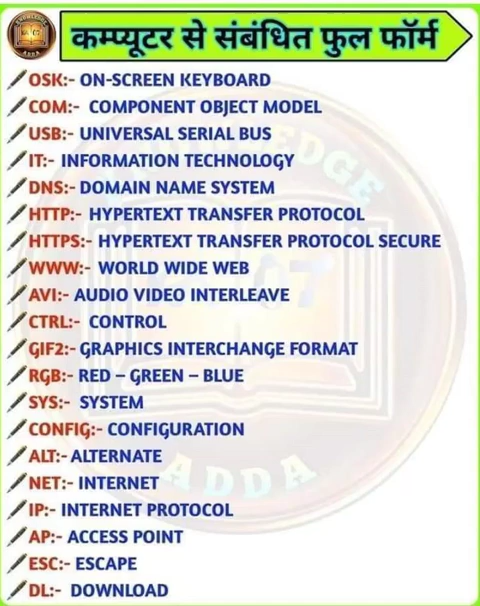 कम्प्यूटर से संबंधित फुल फॉर्म
OSK:- ON-SCREEN KEYBOARD
COM:- COMPONENT OBJECT MODEL
USB:- UNIVERSAL SERIAL BUS
IT:- INFORMATION TECHNOLOGY
DNS:- DOMAIN NAME SYSTEM
HTTP:- HYPERTEXT TRANSFER PROTOCOL
HTTPS:- HYPERTEXT TRANSFER PROTOCOL SECURE
WWW:- WORLD WIDE WEB
AVI:- AUDIO VIDEO INTERLEAVE
CTRL:- CONTROL
GIF2:- GRAPHICS INTERCHANGE FORMAT
RGB:- RED – GREEN – BLUE
SYS:- SYSTEM
CONFIG:- CONFIGURATION
ALT:- ALTERNATE
NET:- INTERNET
IP:- INTERNET PROTOCOL
AP:- ACCESS POINT
ESC:- ESCAPE
DL:- DOWNLOAD
KNOWLEDGE
ADDA